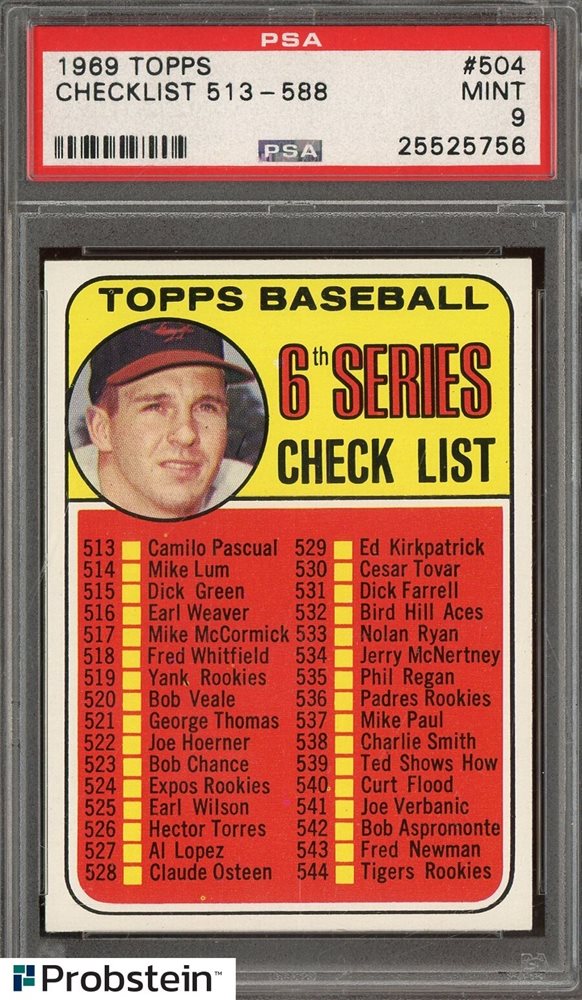 PSA
1969 TOPPS #504
CHECKLIST 513-588 MINT
9
PSA 25525756
TOPPS BASEBALL
6th SERIES
CHECK LIST
513 Camilo Pascual 529 Ed Kirkpatrick
514 Mike Lum 530 Cesar Tovar
515 Dick Green 531 Dick Farrell
516 Earl Weaver 532 Bird Hill Aces
517 Mike McCormick 533 Nolan Ryan
518 Fred Whitfield 534 Jerry McNertney
519 Yank Rookies 535 Phil Regan
520 Bob Veale 536 Padres Rookies
521 George Thomas 537 Mike Paul
522 Joe Hoerner 538 Charlie Smith
523 Bob Chance 539 Ted Shows How
524 Expos Rookies 540 Curt Flood
525 Earl Wilson 541 Joe Verbanic
526 Hector Torres 542 Bob Aspromonte
527 Al Lopez 543 Fred Newman
528 Claude Osteen 544 Tigers Rookies
Probstein™